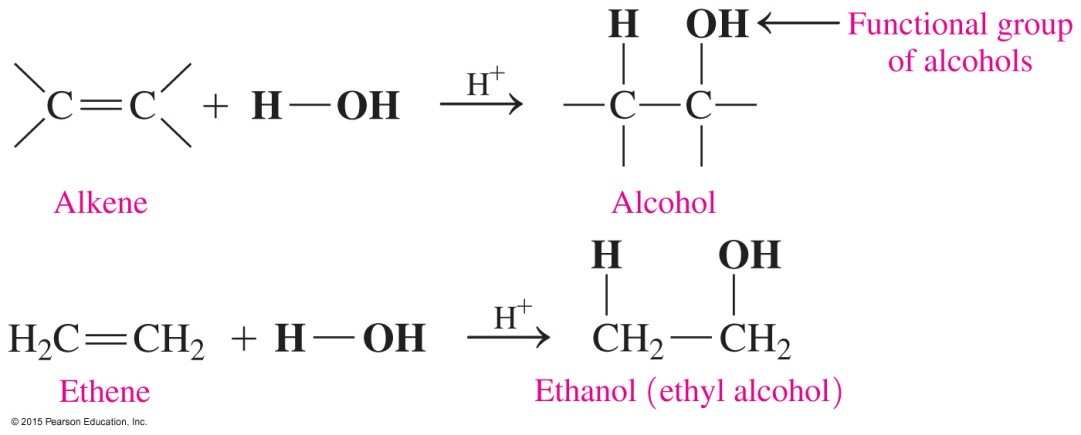 H OH ← Functional group
of alcohols
C=C + H—OH H⁺ → —C—C—
Alkene Alcohol
H OH
H₂C=CH₂ + H—OH H⁺ → CH₂—CH₂
Ethene Ethanol (ethyl alcohol)
© 2015 Pearson Education, Inc.